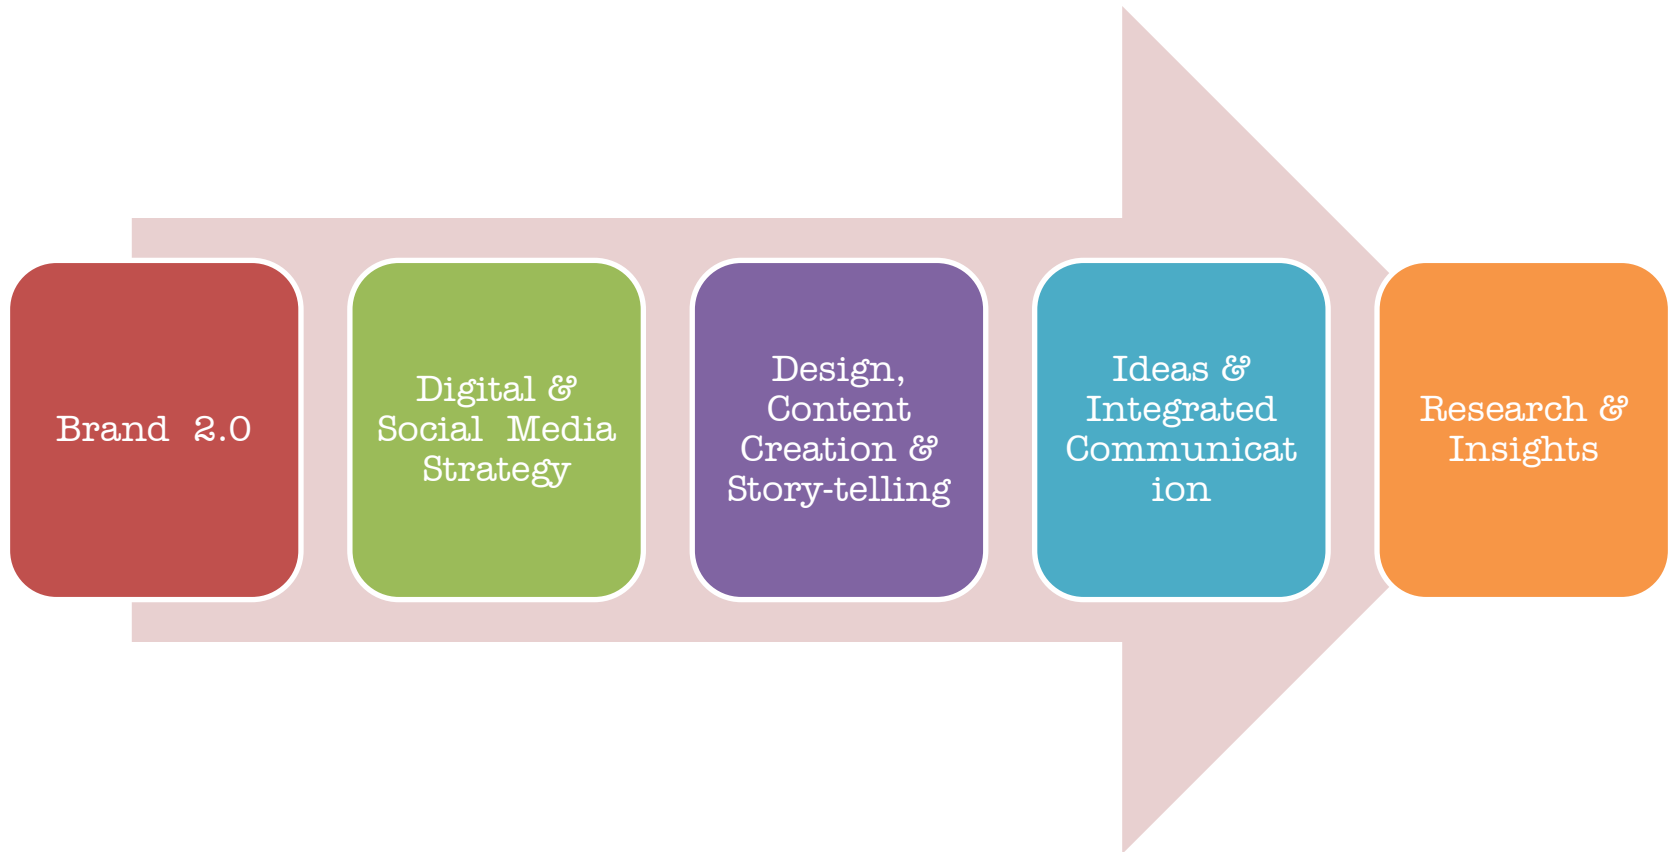 Brand 2.0
Digital &
Social Media
Strategy
Design,
Content
Creation &
Story-telling
Ideas &
Integrated
Communicat
ion
Research &
Insights